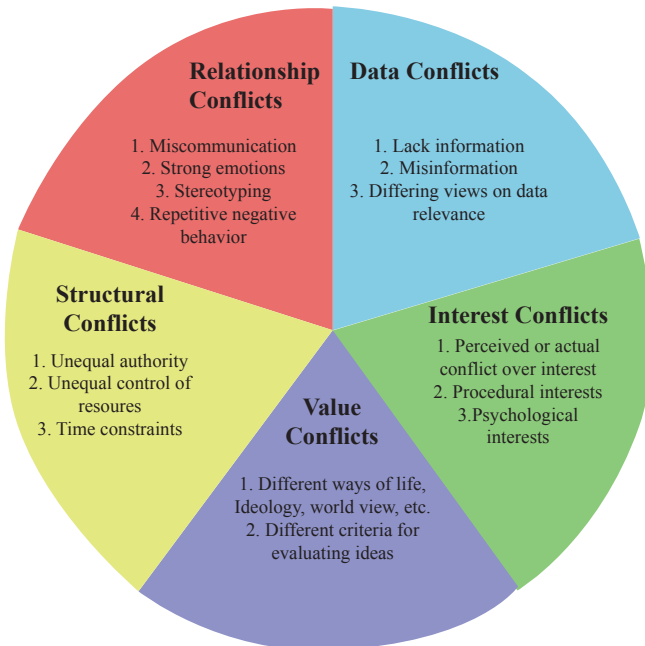 Relationship
Conflicts
1. Miscommunication
2. Strong emotions
3. Stereotyping
4. Repetitive negative
behavior
Data Conflicts
1. Lack information
2. Misinformation
3. Differing views on data
relevance
Interest Conflicts
1. Perceived or actual
conflict over interest
2. Procedural interests
3.Psychological
interests
Value
Conflicts
1. Different ways of life,
Ideology, world view, etc.
2. Different criteria for
evaluating ideas
Structural
Conflicts
1. Unequal authority
2. Unequal control of
resoures
3. Time constraints